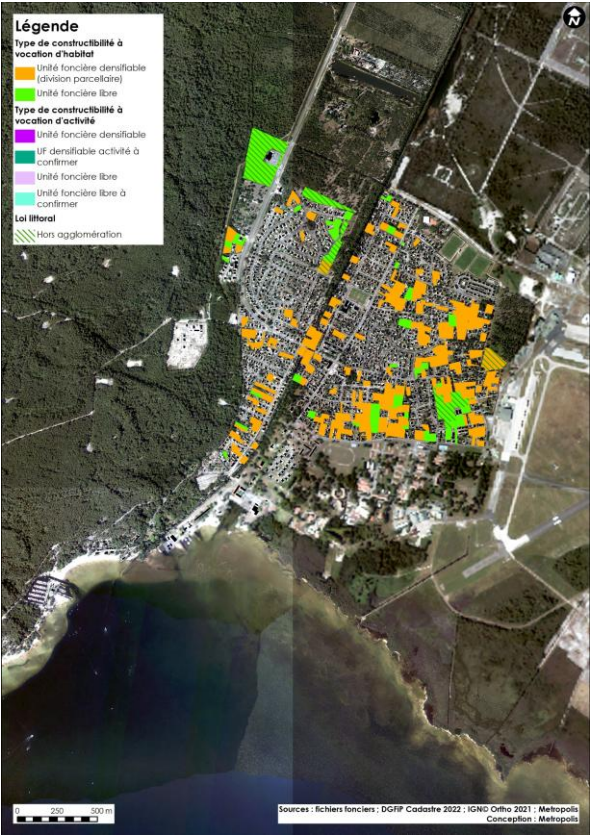 N
Légende
Type de constructibilité à
vocation d'habitat
Unité foncière densifiable
(division parcellaire)
Unité foncière libre
Type de constructibilité à
vocation d'activité
Unité foncière densifiable
UF densifiable activité à
confirmer
Unité foncière libre
Unité foncière libre à
confirmer
Loi littoral
Hors agglomération
0 250 500 m
Sources : fichiers fonciers ; DGFiP Cadastre 2022 ; IGN© Ortho 2021 ; Metropolis
Conception : Metropolis